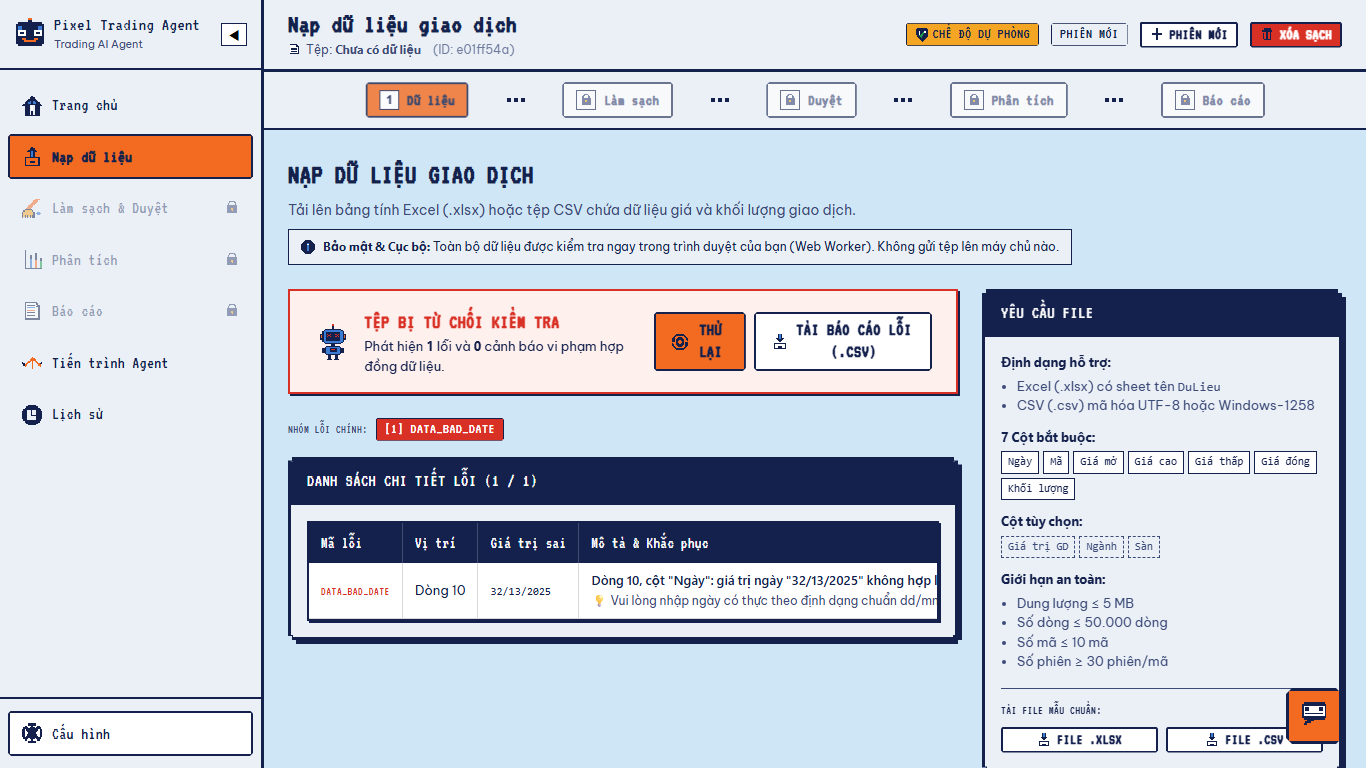 Pixel Trading Agent
Trading AI Agent
Trang chủ
Nạp dữ liệu
Làm sạch & Duyệt
Phân tích
Báo cáo
Tiến trình Agent
Lịch sử
Cấu hình
Nạp dữ liệu giao dịch
Tệp: Chưa có dữ liệu (ID: e01ff54a)
CHẾ ĐỘ DỰ PHÒNG
PHIÊN MỚI
PHIÊN MỚI
XÓA SẠCH
1 Dữ liệu
Làm sạch
Duyệt
Phân tích
Báo cáo
NẠP DỮ LIỆU GIAO DỊCH
Tải lên bảng tính Excel (.xlsx) hoặc tệp CSV chứa dữ liệu giá và khối lượng giao dịch.
Bảo mật & Cục bộ: Toàn bộ dữ liệu được kiểm tra ngay trong trình duyệt của bạn (Web Worker). Không gửi tệp lên máy chủ nào.
TỆP BỊ TỪ CHỐI KIỂM TRA
Phát hiện 1 lỗi và 0 cảnh báo vi phạm hợp
đồng dữ liệu.
THỬ
LẠI
TẢI BÁO CÁO LỖI
(.CSV)
NHÓM LỖI CHÍNH:
[1] DATA_BAD_DATE
DANH SÁCH CHI TIẾT LỖI (1 / 1)
Mã lỗi Vị trí Giá trị sai Mô tả & Khắc phục
DATA_BAD_DATE Dòng 10 32/13/2025
Dòng 10, cột "Ngày": giá trị ngày "32/13/2025" không hợp l
Vui lòng nhập ngày có thực theo định dạng chuẩn dd/mm
YÊU CẦU FILE
Định dạng hỗ trợ:
Excel (.xlsx) có sheet tên DuLieu
CSV (.csv) mã hóa UTF-8 hoặc Windows-1258
7 Cột bắt buộc:
Ngày Mã Giá mở Giá cao Giá thấp Giá đóng
Khối lượng
Cột tùy chọn:
Giá trị GD Ngành Sàn
Giới hạn an toàn:
Dung lượng ≤ 5 MB
Số dòng ≤ 50.000 dòng
Số mã ≤ 10 mã
Số phiên ≥ 30 phiên/mã
TẢI FILE MẪU CHUẨN:
FILE .XLSX
FILE .CSV